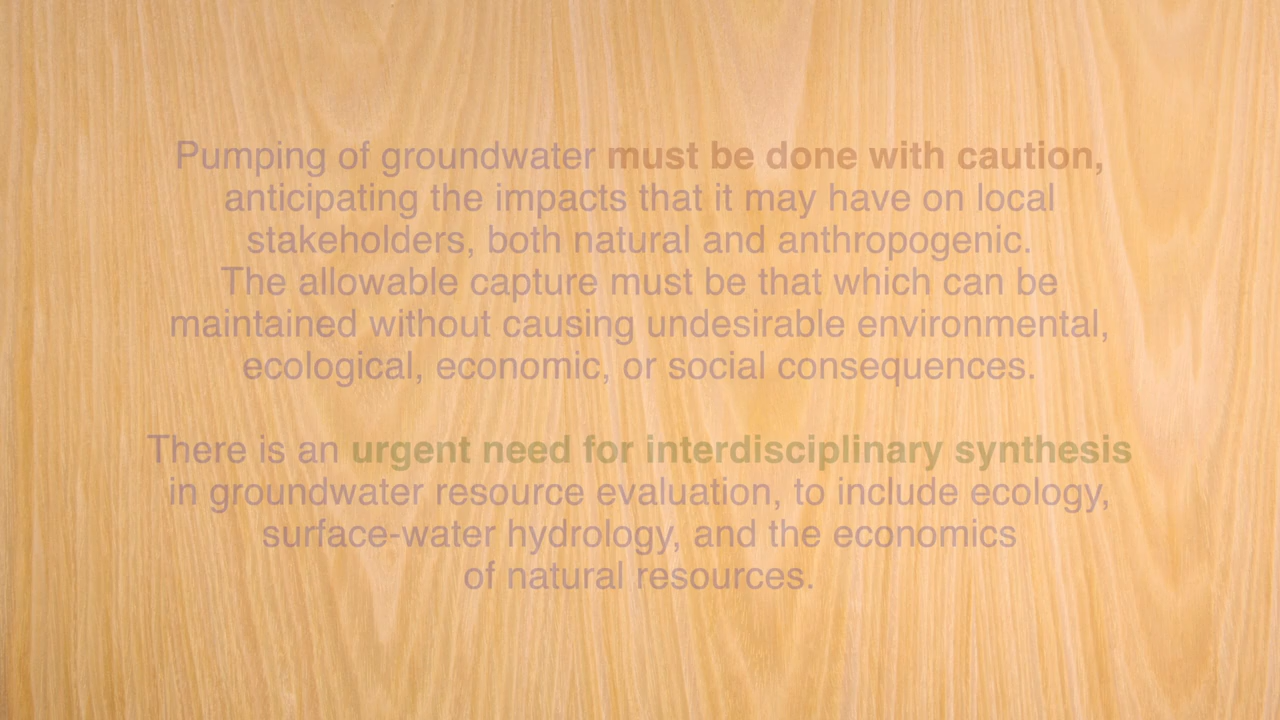 Pumping of groundwater must be done with caution,
anticipating the impacts that it may have on local
stakeholders, both natural and anthropogenic.
The allowable capture must be that which can be
maintained without causing undesirable environmental,
ecological, economic, or social consequences.
There is an urgent need for interdisciplinary synthesis
in groundwater resource evaluation, to include ecology,
surface-water hydrology, and the economics
of natural resources.